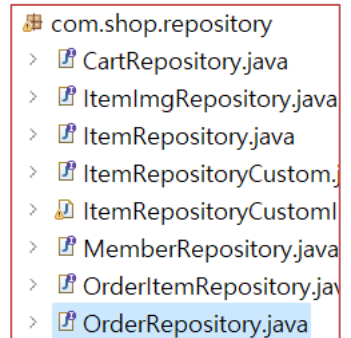 com.shop.repository
CartRepository.java
ItemImgRepository.java
ItemRepository.java
ItemRepositoryCustom.j
ItemRepositoryCustomI
MemberRepository.java
OrderItemRepository.jav
OrderRepository.java